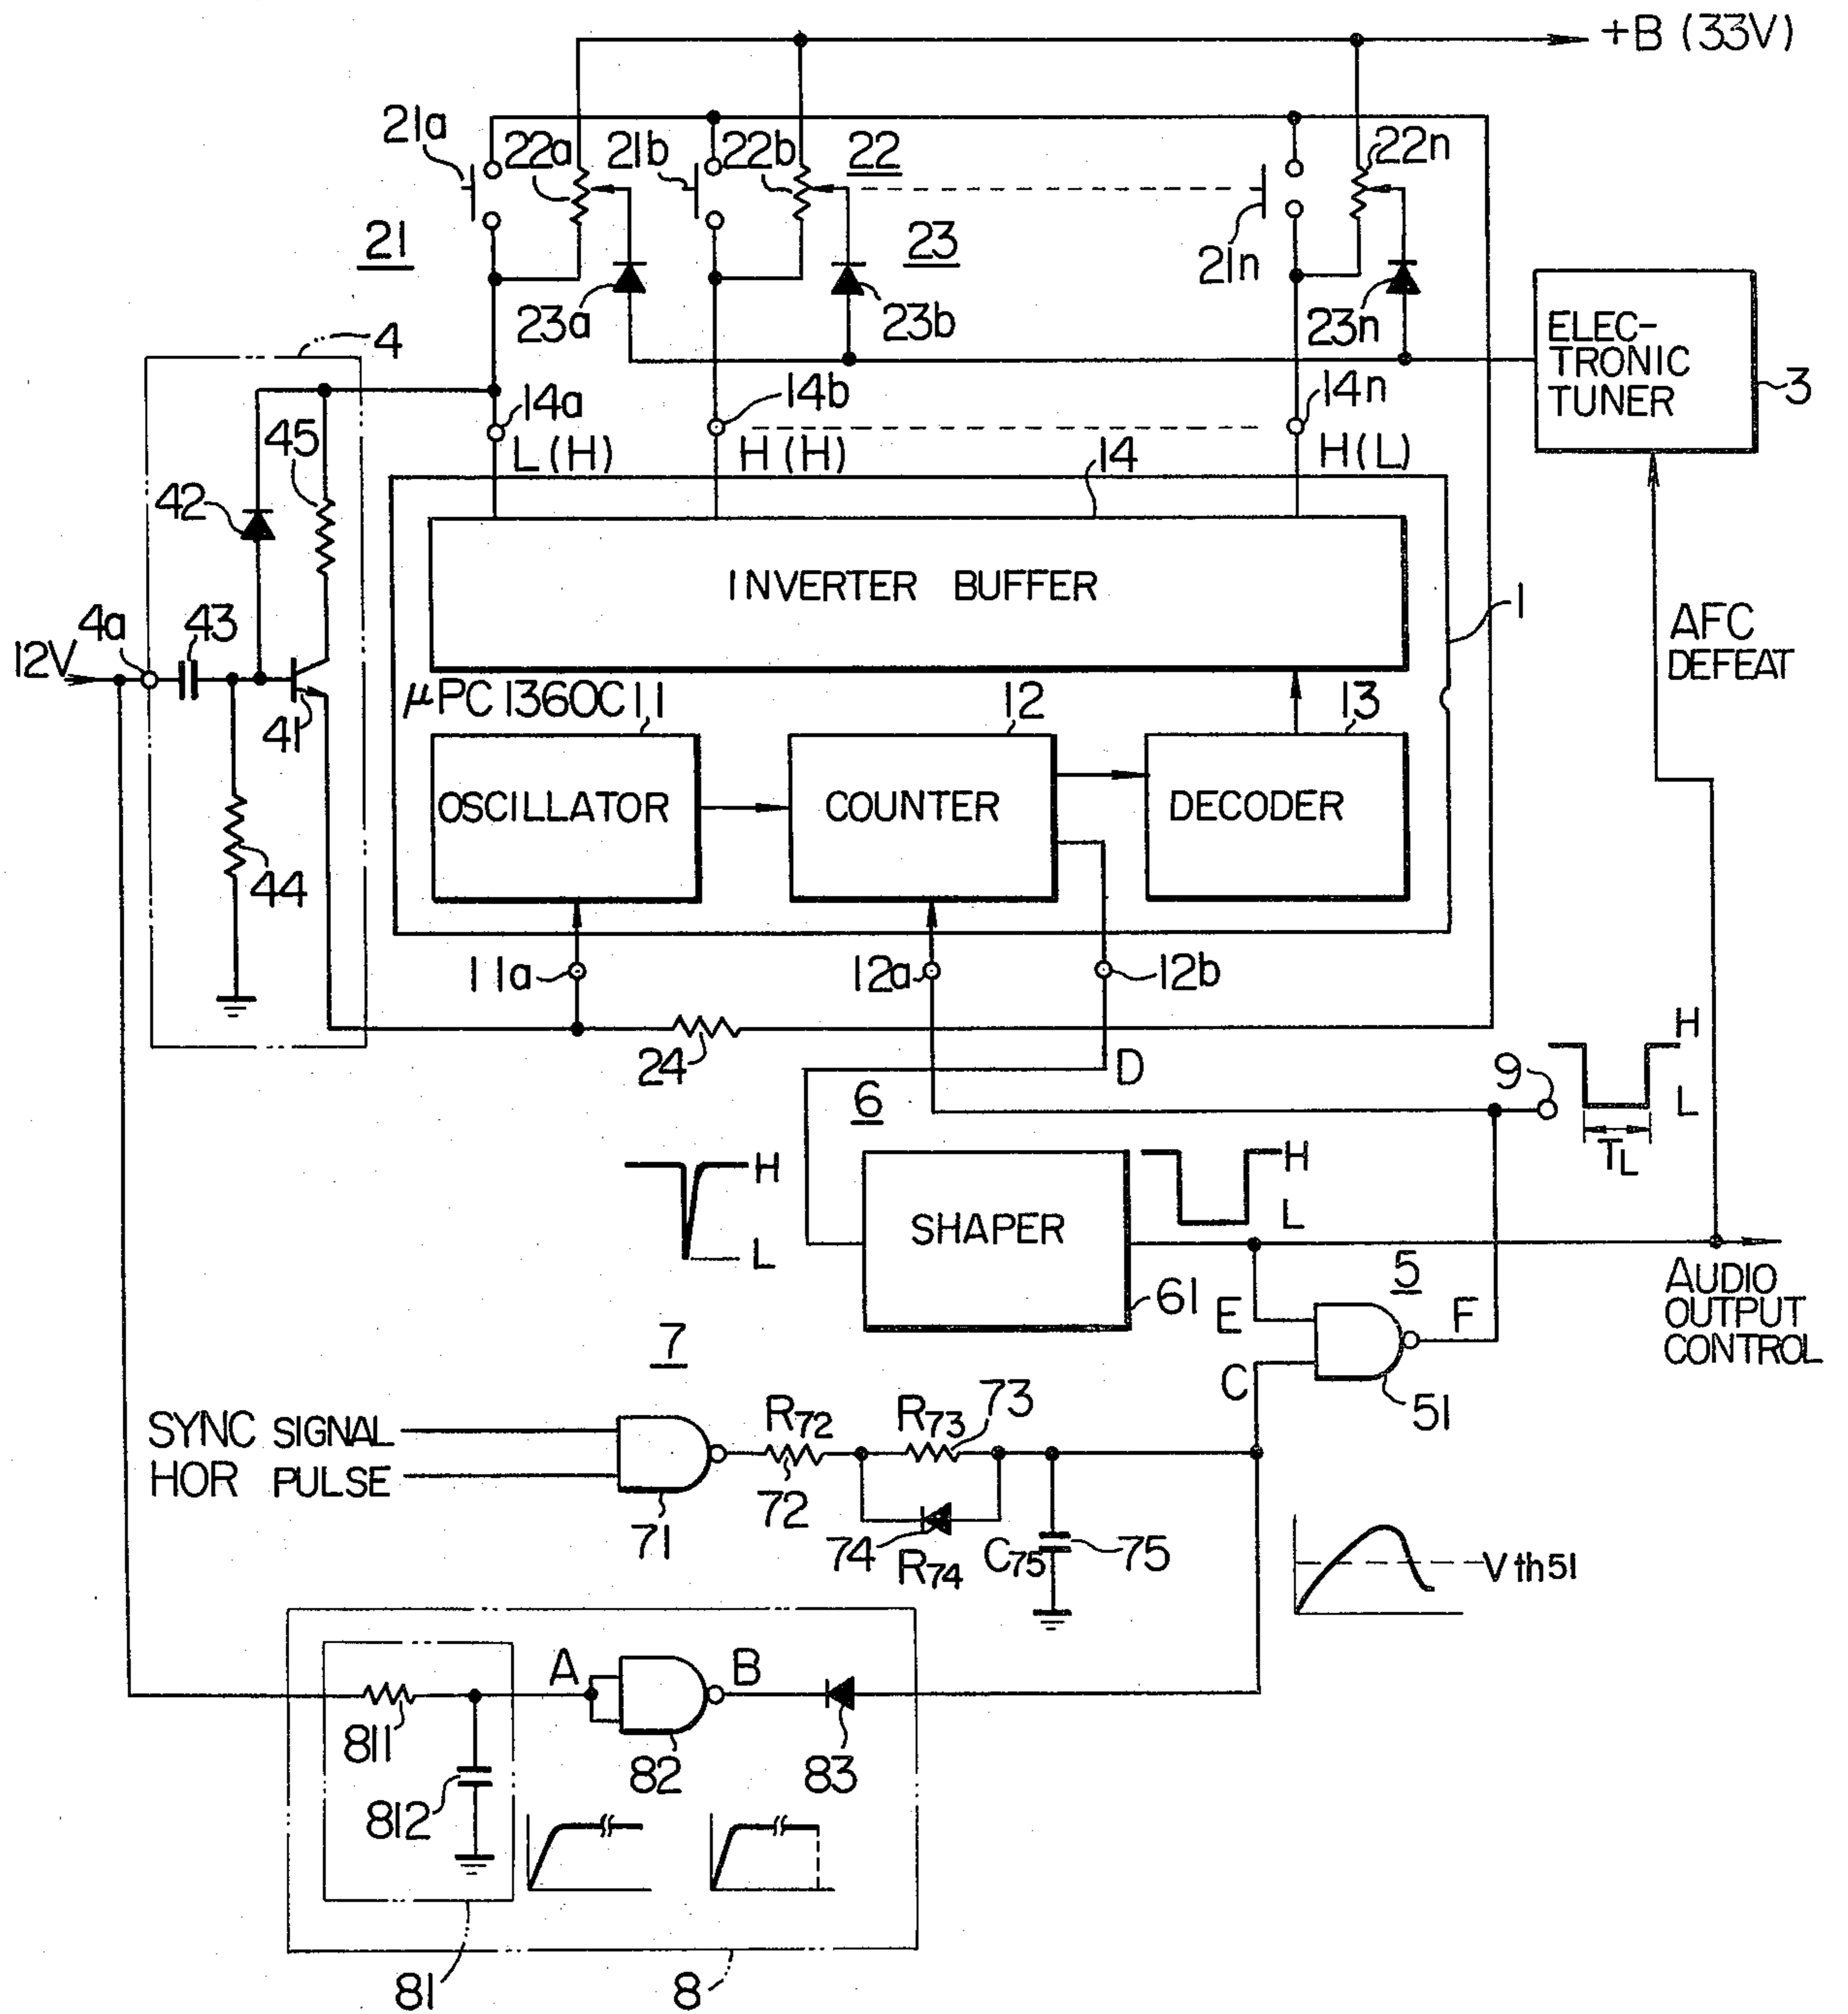 +B (33V)
21a
22a
21b
22b
22
22n
21
23
21n
23a
23b
23n
ELEC-
TRONIC
TUNER
3
4
14a
14b
14n
L (H)
H (H)
14
H (L)
45
42
INVERTER BUFFER
1
AFC
DEFEAT
4a
43
12V
μPC1360C
11
12
13
41
OSCILLATOR
COUNTER
DECODER
44
11a
12a
12b
24
D
H
9
L
TL
6
H
L
SHAPER
H
L
61
5
E
F
AUDIO
OUTPUT
CONTROL
7
C
51
SYNC SIGNAL
HOR PULSE
R72
R73
73
71
72
74
R74
C75
75
Vth51
A
B
811
82
83
812
81
8